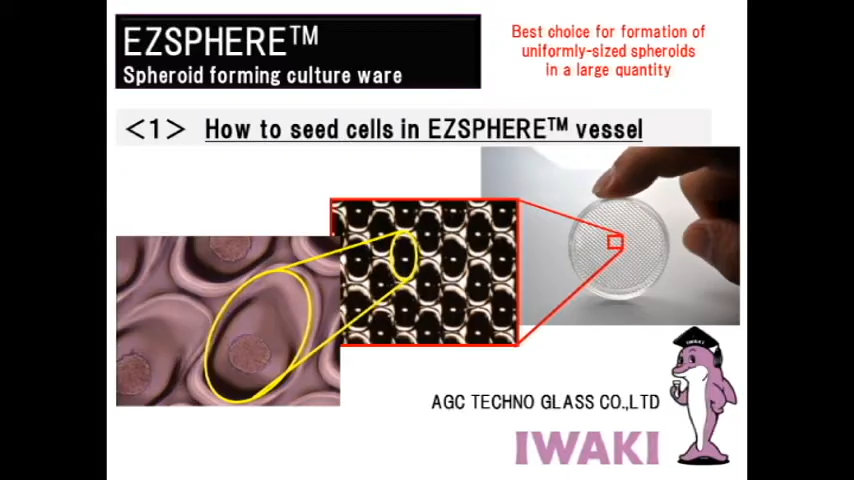 EZSPHERE™
Spheroid forming culture ware
Best choice for formation of
uniformly-sized spheroids
in a large quantity
<1> How to seed cells in EZSPHERE™ vessel
IWAKI
AGC TECHNO GLASS CO.,LTD
IWAKI